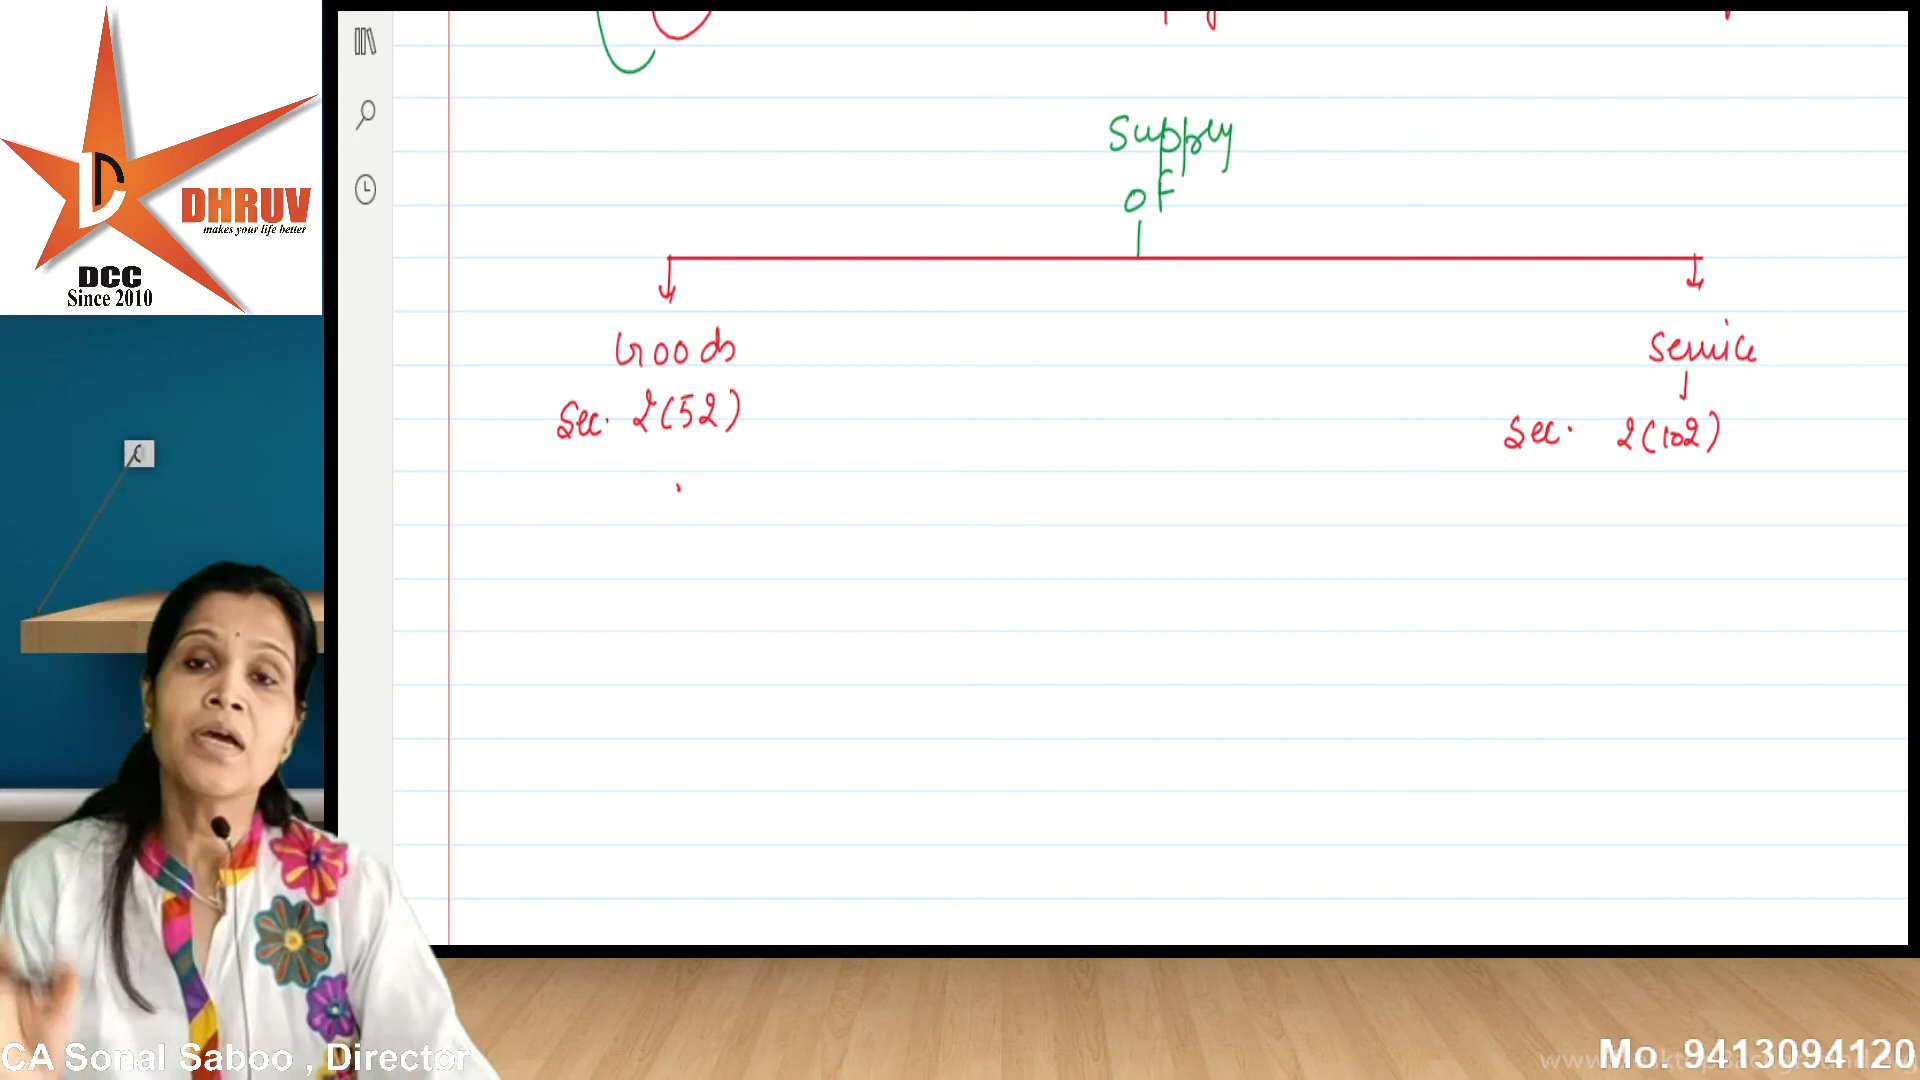 DC
DHRUV
makes your life better
DCC
Since 2010
Supply
OF
Goods
Service
Sec. 2(52)
Sec. 2(102)
CA Sonal Saboo , Director
Mo. 9413094120